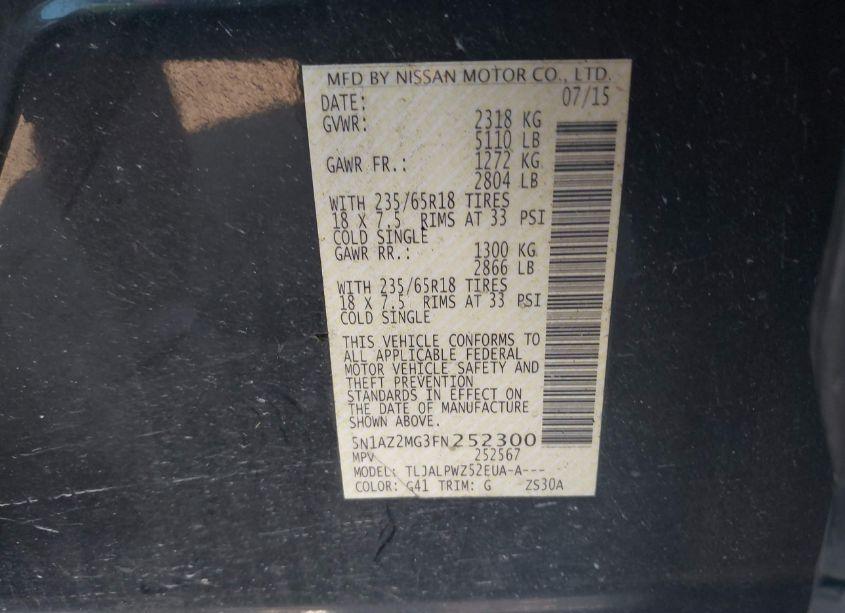 MFD BY NISSAN MOTOR CO., LTD.
DATE: 07/15
GVWR: 2318 KG
5110 LB
GAWR FR.: 1272 KG
2804 LB
WITH 235/65R18 TIRES
18 X 7.5 RIMS AT 33 PSI
COLD SINGLE
GAWR RR.: 1300 KG
2866 LB
WITH 235/65R18 TIRES
18 X 7.5 RIMS AT 33 PSI
COLD SINGLE
THIS VEHICLE CONFORMS TO
ALL APPLICABLE FEDERAL
MOTOR VEHICLE SAFETY AND
THEFT PREVENTION
STANDARDS IN EFFECT ON
THE DATE OF MANUFACTURE
SHOWN ABOVE.
5N1AZ2MG3FN252300
MPV 252567
MODEL: TLJALPWZ52EUA-A---
COLOR: G41 TRIM: G ZS30A